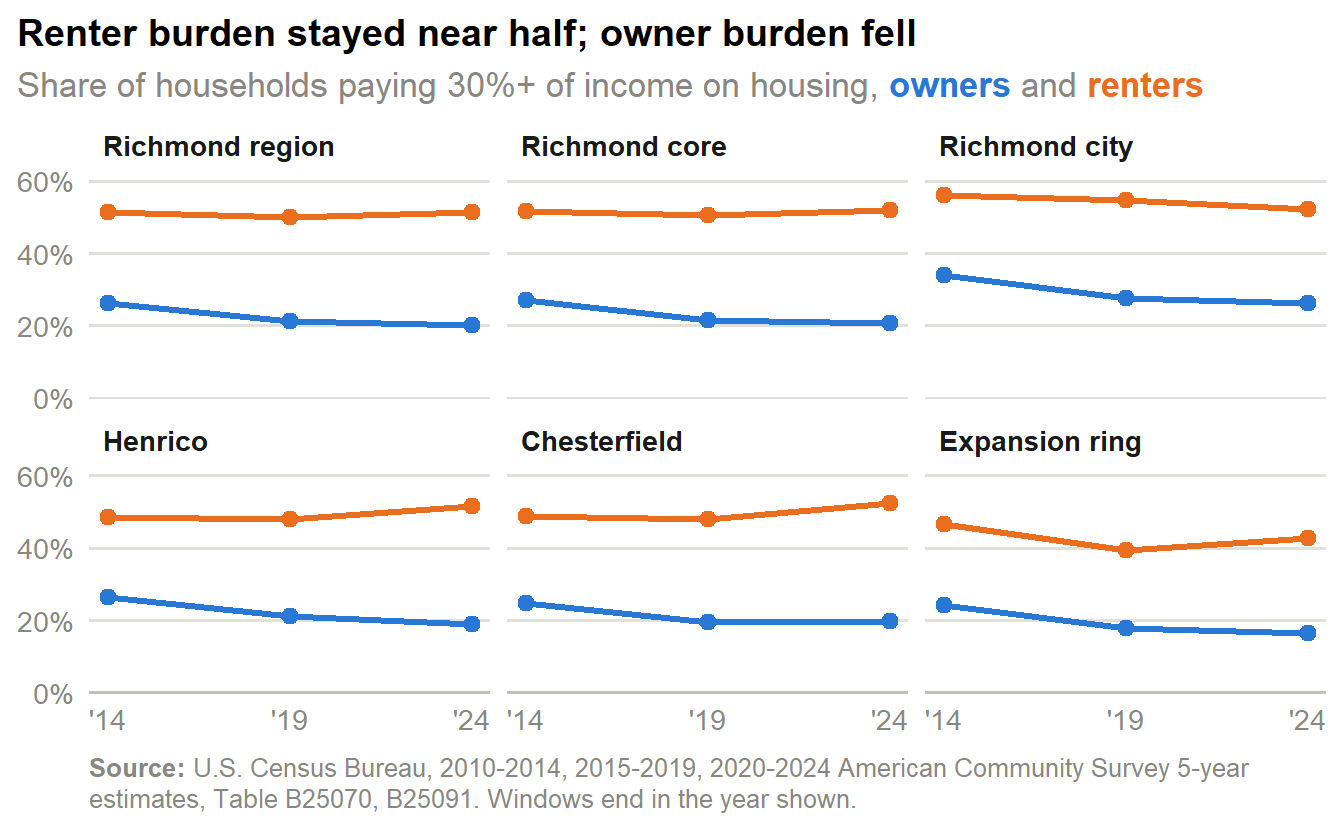 Renter burden stayed near half; owner burden fell
Share of households paying 30%+ of income on housing, owners and renters
Richmond region
Richmond core
Richmond city
60%
40%
20%
0%
Henrico
Chesterfield
Expansion ring
60%
40%
20%
0%
'14 '19 '24 '14 '19 '24 '14 '19 '24
Source: U.S. Census Bureau, 2010-2014, 2015-2019, 2020-2024 American Community Survey 5-year
estimates, Table B25070, B25091. Windows end in the year shown.